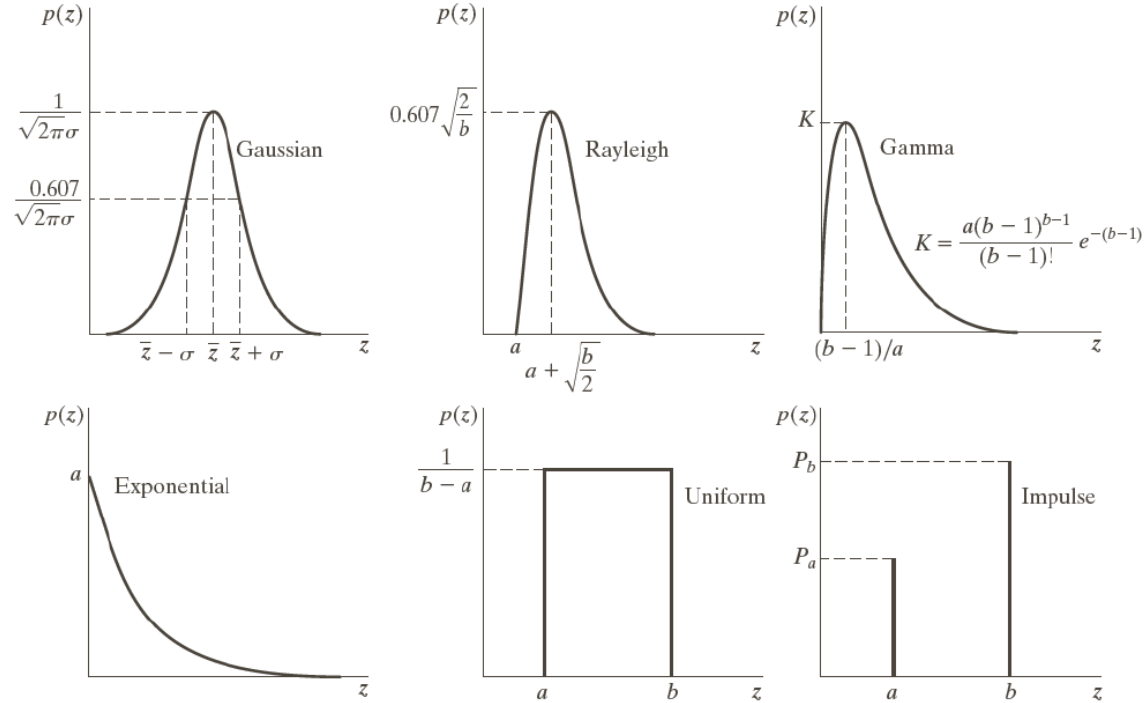 p(z)
1/√2πσ
Gaussian
0.607/√2πσ
z̅ − σ z̅ z̅ + σ z
p(z)
0.607√2/b
Rayleigh
a z
a + √b/2
p(z)
K
Gamma
K = a(b − 1)^{b−1}/(b − 1)! e^{−(b−1)}
(b − 1)/a z
p(z)
a
Exponential
z
p(z)
1/b − a
Uniform
a b z
p(z)
P_b
Impulse
P_a
a b z